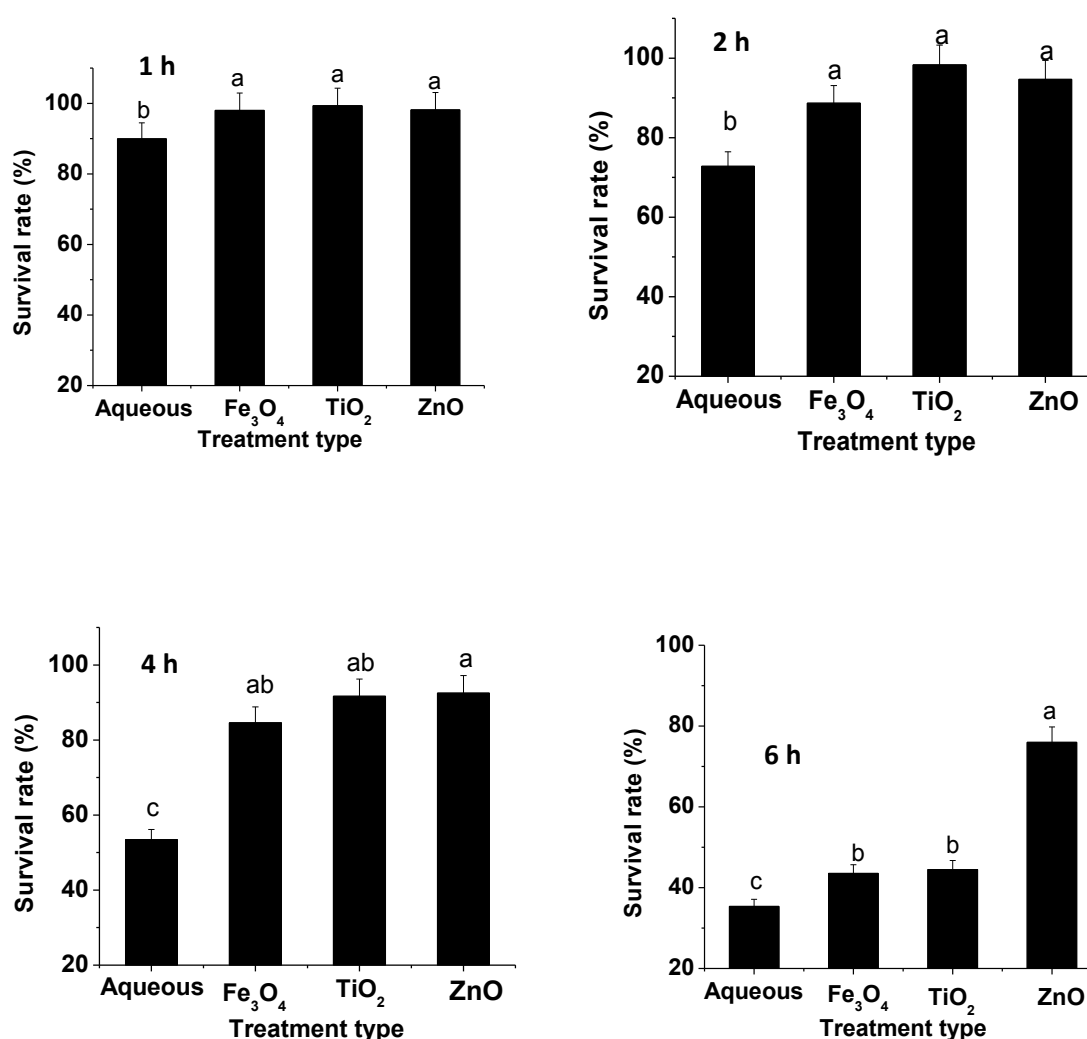 1 h
b
a
a
a
100
80
60
40
20
Survival rate (%)
Aqueous Fe₃O₄ TiO₂ ZnO
Treatment type
2 h
b
a
a
a
100
80
60
40
20
Survival rate (%)
Aqueous Fe₃O₄ TiO₂ ZnO
Treatment type
4 h
c
ab
ab
a
100
80
60
40
20
Survival rate (%)
Aqueous Fe₃O₄ TiO₂ ZnO
Treatment type
6 h
c
b
b
a
100
80
60
40
20
Survival rate (%)
Aqueous Fe₃O₄ TiO₂ ZnO
Treatment type